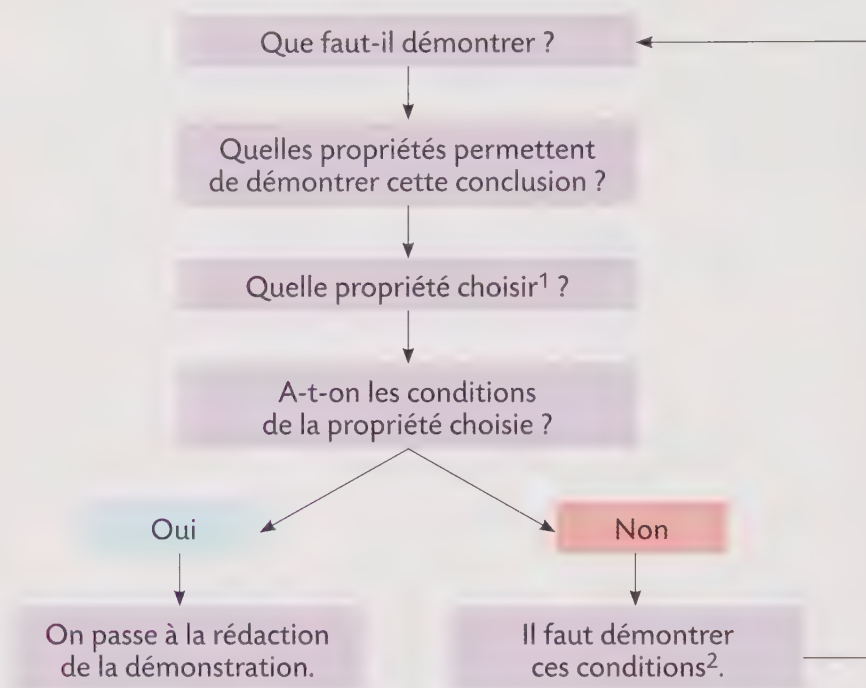 Que faut-il démontrer ?
Quelles propriétés permettent
de démontrer cette conclusion ?
Quelle propriété choisir¹ ?
A-t-on les conditions
de la propriété choisie ?
Oui
Non
On passe à la rédaction
de la démonstration.
Il faut démontrer
ces conditions².